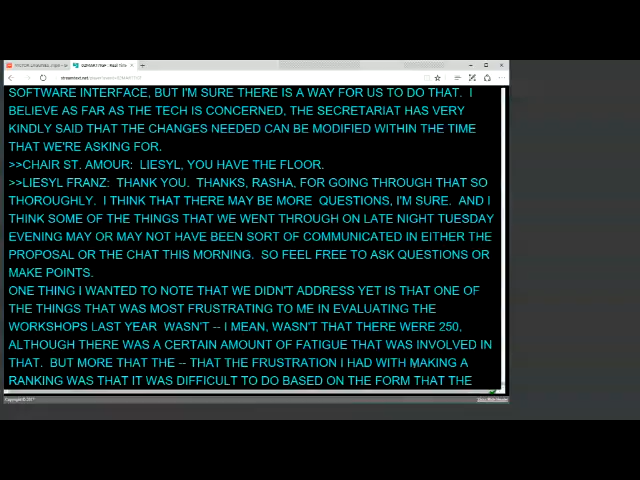 SOFTWARE INTERFACE, BUT I'M SURE THERE IS A WAY FOR US TO DO THAT.  I
BELIEVE AS FAR AS THE TECH IS CONCERNED, THE SECRETARIAT HAS VERY
KINDLY SAID THAT THE CHANGES NEEDED CAN BE MODIFIED WITHIN THE TIME
THAT WE'RE ASKING FOR.
>>CHAIR ST. AMOUR:  LIESYL, YOU HAVE THE FLOOR.
>>LIESYL FRANZ:  THANK YOU.  THANKS, RASHA, FOR GOING THROUGH THAT SO
THOROUGHLY.  I THINK THAT THERE MAY BE MORE  QUESTIONS, I'M SURE.  AND I
THINK SOME OF THE THINGS THAT WE WENT THROUGH ON LATE NIGHT TUESDAY
EVENING MAY OR MAY NOT HAVE BEEN SORT OF COMMUNICATED IN EITHER THE
PROPOSAL OR THE CHAT THIS MORNING.  SO FEEL FREE TO ASK QUESTIONS OR
MAKE POINTS.
ONE THING I WANTED TO NOTE THAT WE DIDN'T ADDRESS YET IS THAT ONE OF
THE THINGS THAT WAS MOST FRUSTRATING TO ME IN EVALUATING THE
WORKSHOPS LAST YEAR  WASN'T -- I MEAN, WASN'T THAT THERE WERE 250,
ALTHOUGH THERE WAS A CERTAIN AMOUNT OF FATIGUE THAT WAS INVOLVED IN
THAT.  BUT MORE THAT THE -- THAT THE FRUSTRATION I HAD WITH MAKING A
RANKING WAS THAT IT WAS DIFFICULT TO DO BASED ON THE FORM THAT THE